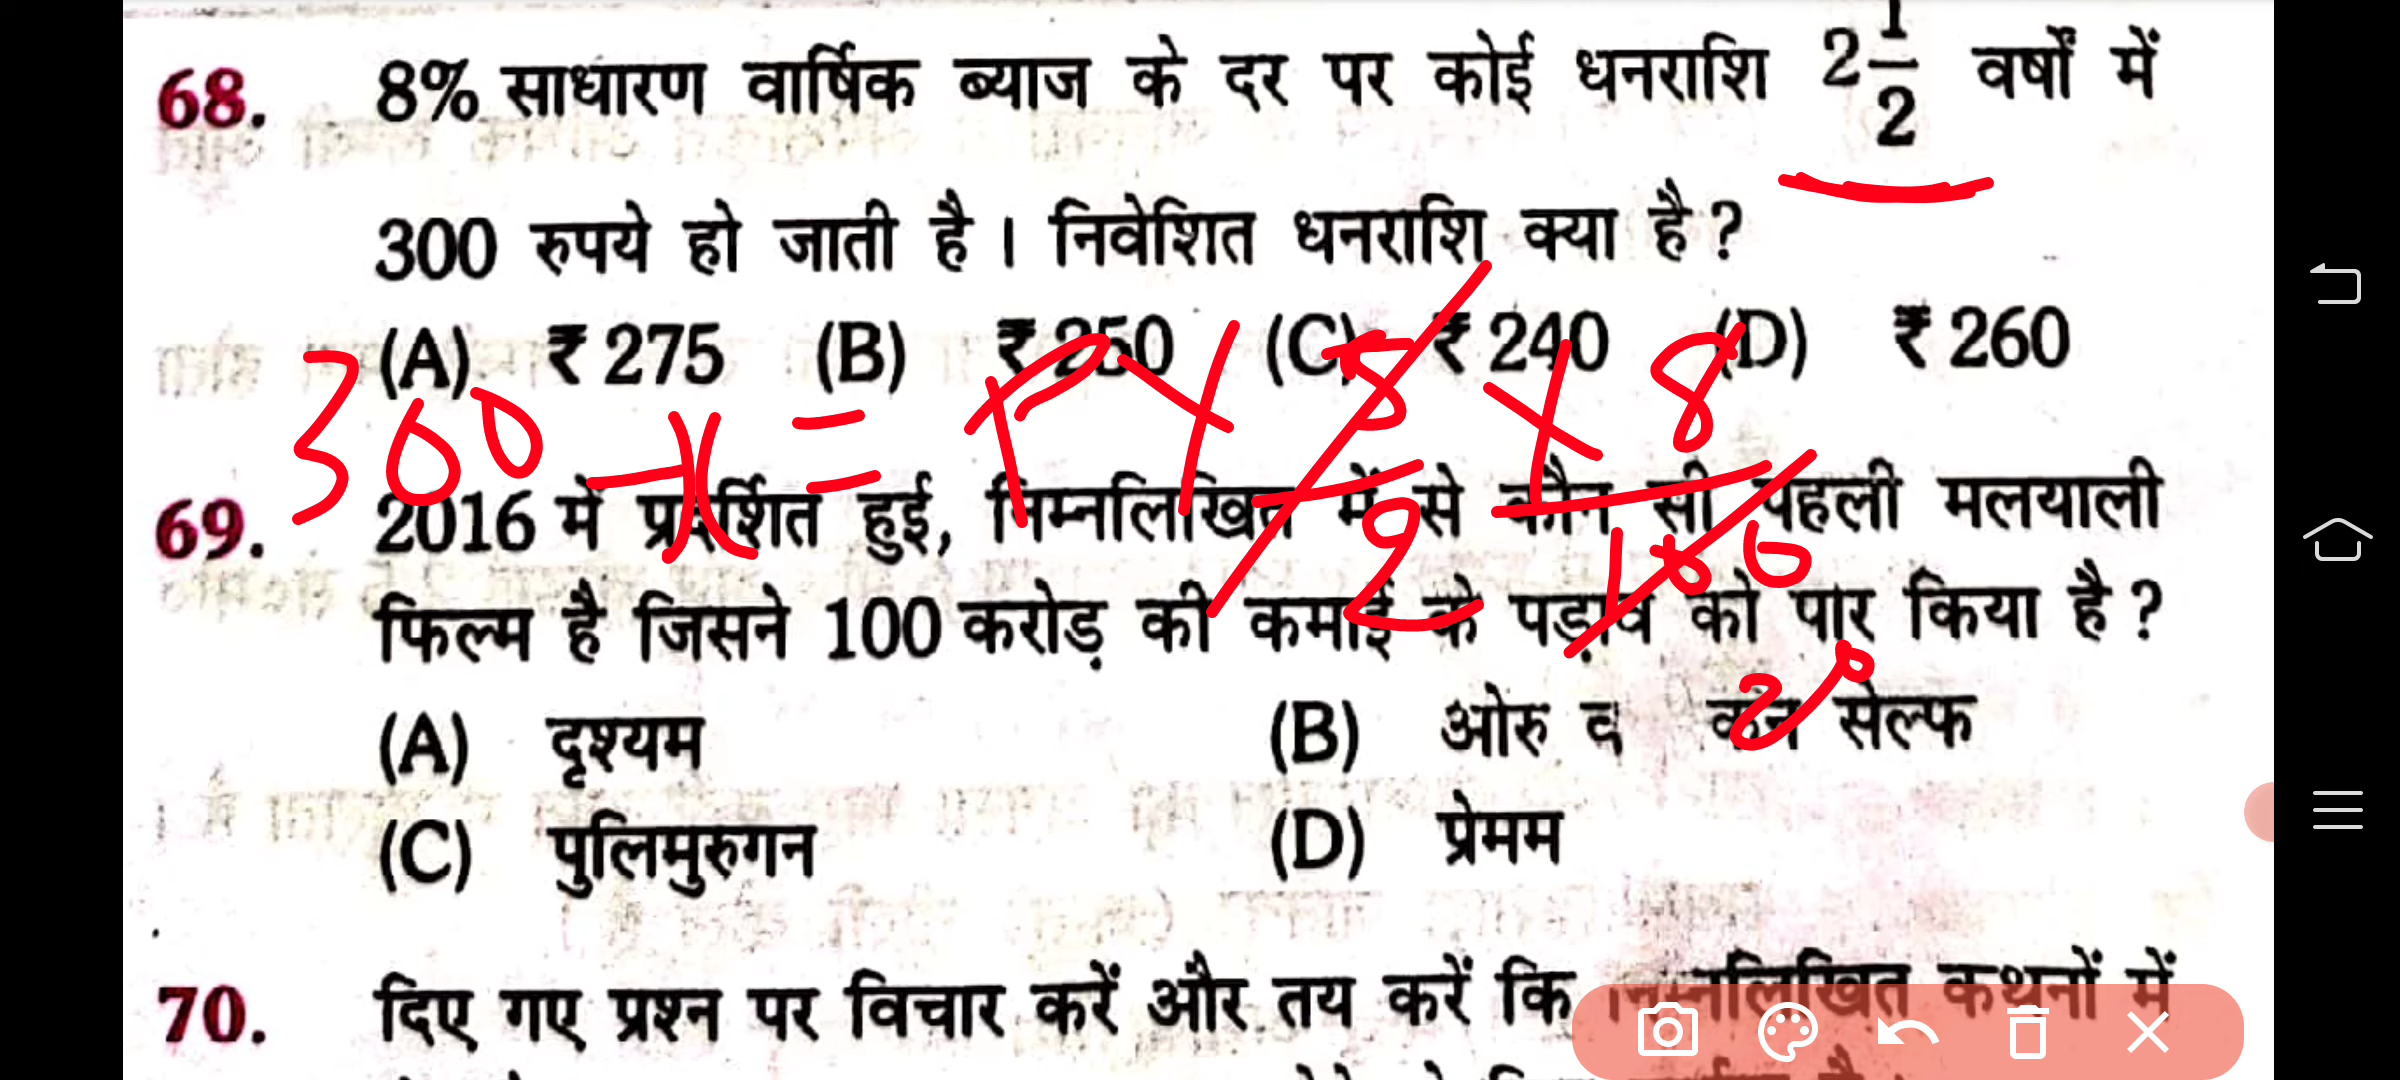 68. 8% साधारण वार्षिक ब्याज के दर पर कोई धनराशि 2 1/2 वर्षों में
300 रुपये हो जाती है । निवेशित धनराशि क्या है ?
(A) ₹ 275 (B) ₹ 250 (C) ₹ 240 (D) ₹ 260
300 - x = P × 5/2 × 8/100
20
69. 2016 में प्रदर्शित हुई, निम्नलिखित में से कौन सी पहली मलयाली
फिल्म है जिसने 100 करोड़ की कमाई के पड़ाव को पार किया है ?
(A) दृश्यम (B) ओरु व कन सेल्फ
(C) पुलिमुरुगन (D) प्रेमम
70. दिए गए प्रश्न पर विचार करें और तय करें कि निम्नलिखित कथनों में